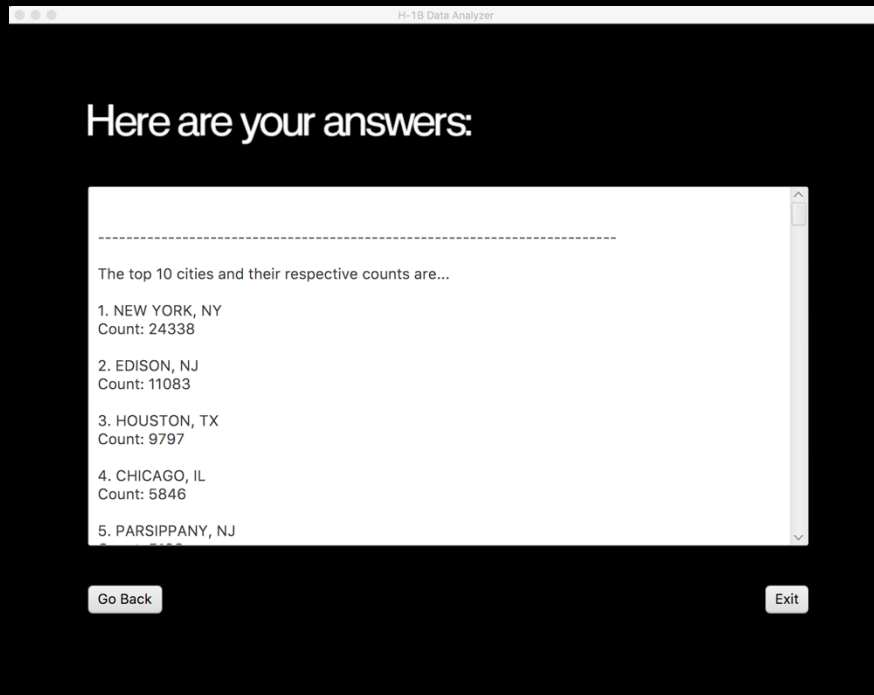 H-1B Data Analyzer
Here are your answers:
--------------------------------------------------------------------------
The top 10 cities and their respective counts are...
1. NEW YORK, NY
Count: 24338
2. EDISON, NJ
Count: 11083
3. HOUSTON, TX
Count: 9797
4. CHICAGO, IL
Count: 5846
5. PARSIPPANY, NJ
Go Back
Exit